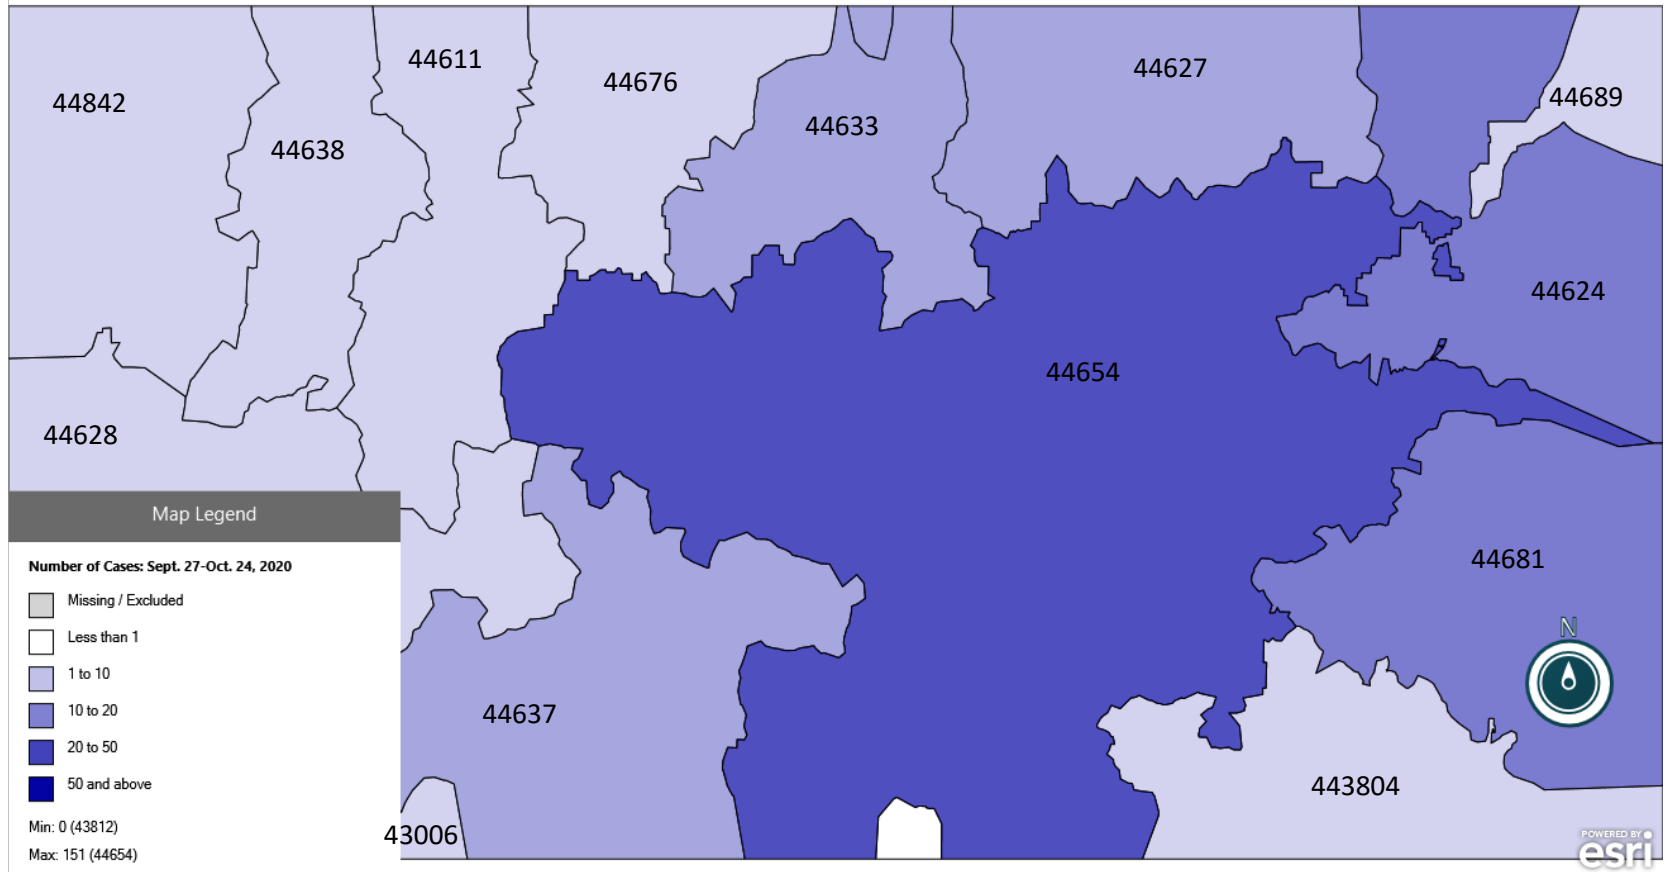 44611
44627
44676
44842
44689
44633
44638
44624
44654
44628
Map Legend
Number of Cases: Sept. 27-Oct. 24, 2020
Missing / Excluded
Less than 1
1 to 10
10 to 20
20 to 50
50 and above
Min: 0 (43812)
Max: 151 (44654)
44681
N
44637
443804
43006
POWERED BY
esri